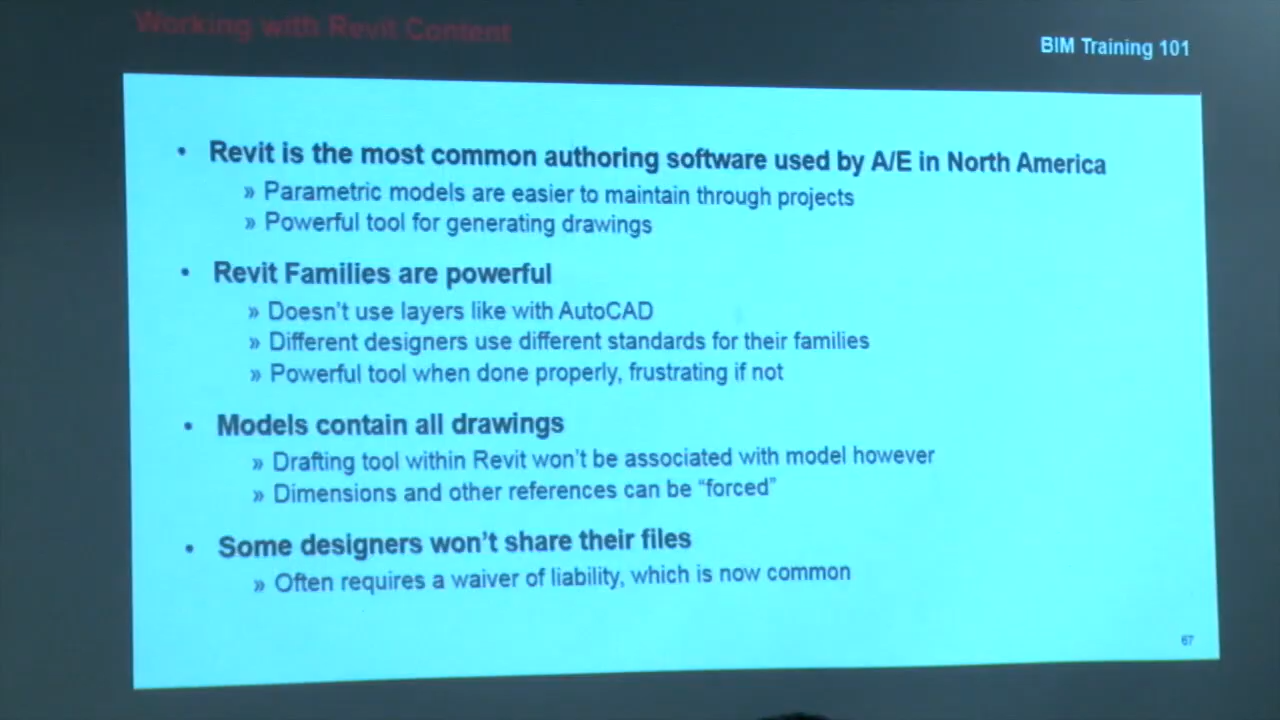 Working with Revit Content
BIM Training 101
• Revit is the most common authoring software used by A/E in North America
» Parametric models are easier to maintain through projects
» Powerful tool for generating drawings
• Revit Families are powerful
» Doesn't use layers like with AutoCAD
» Different designers use different standards for their families
» Powerful tool when done properly, frustrating if not
• Models contain all drawings
» Drafting tool within Revit won't be associated with model however
» Dimensions and other references can be “forced”
• Some designers won't share their files
» Often requires a waiver of liability, which is now common
67